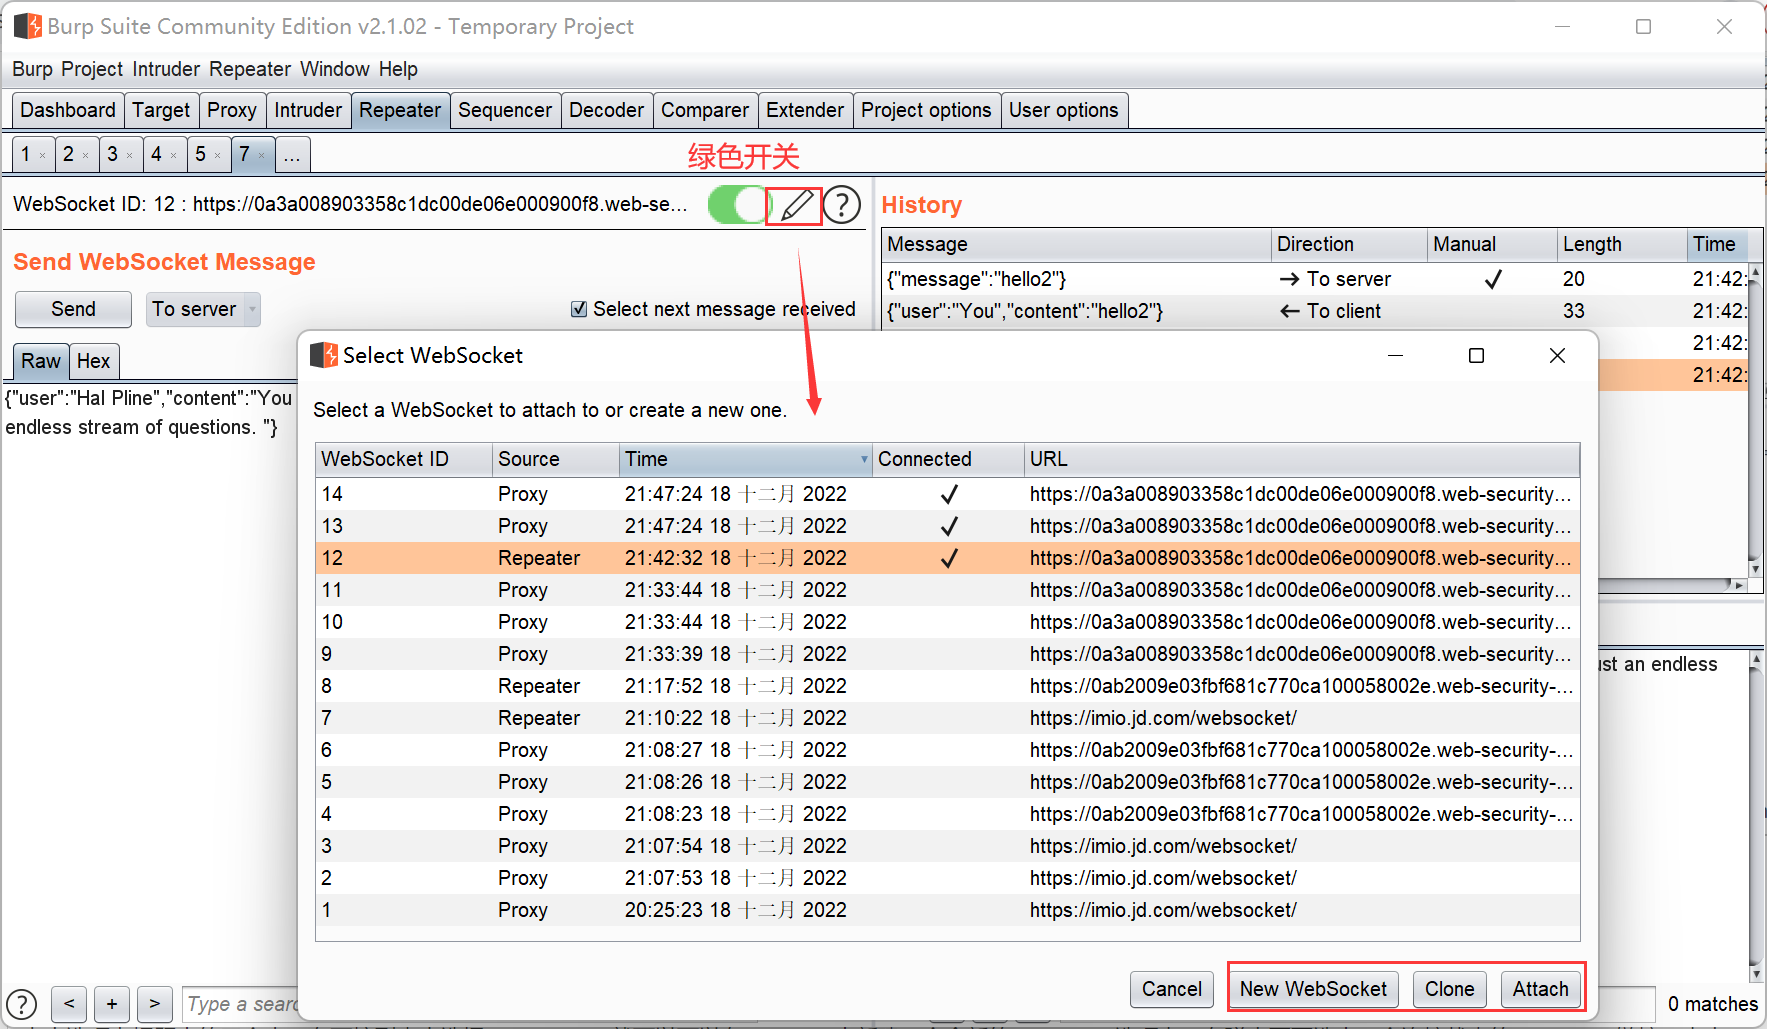 Burp Suite Community Edition v2.1.02 - Temporary Project
Burp Project Intruder Repeater Window Help
Dashboard Target Proxy Intruder Repeater Sequencer Decoder Comparer Extender Project options User options
1 × 2 × 3 × 4 × 5 × 7 × ...
绿色开关
WebSocket ID: 12 : https://0a3a008903358c1dc00de06e000900f8.web-se...
?
History
Message Direction Manual Length Time
{"message":"hello2"} → To server ✓ 20 21:42:
{"user":"You","content":"hello2"} ← To client 33 21:42:
21:42:
21:42:
Send WebSocket Message
Send To server Select next message received
Raw Hex
{"user":"Hal Pline","content":"You
endless stream of questions. "}
Select WebSocket
Select a WebSocket to attach to or create a new one.
WebSocket ID Source Time Connected URL
14 Proxy 21:47:24 18 十二月 2022 ✓ https://0a3a008903358c1dc00de06e000900f8.web-security...
13 Proxy 21:47:24 18 十二月 2022 ✓ https://0a3a008903358c1dc00de06e000900f8.web-security...
12 Repeater 21:42:32 18 十二月 2022 ✓ https://0a3a008903358c1dc00de06e000900f8.web-security...
11 Proxy 21:33:44 18 十二月 2022 https://0a3a008903358c1dc00de06e000900f8.web-security...
10 Proxy 21:33:44 18 十二月 2022 https://0a3a008903358c1dc00de06e000900f8.web-security...
9 Proxy 21:33:39 18 十二月 2022 https://0a3a008903358c1dc00de06e000900f8.web-security...
8 Repeater 21:17:52 18 十二月 2022 https://0ab2009e03fbf681c770ca100058002e.web-security-...
7 Repeater 21:10:22 18 十二月 2022 https://imio.jd.com/websocket/
6 Proxy 21:08:27 18 十二月 2022 https://0ab2009e03fbf681c770ca100058002e.web-security-...
5 Proxy 21:08:26 18 十二月 2022 https://0ab2009e03fbf681c770ca100058002e.web-security-...
4 Proxy 21:08:23 18 十二月 2022 https://0ab2009e03fbf681c770ca100058002e.web-security-...
3 Proxy 21:07:54 18 十二月 2022 https://imio.jd.com/websocket/
2 Proxy 21:07:53 18 十二月 2022 https://imio.jd.com/websocket/
1 Proxy 20:25:23 18 十二月 2022 https://imio.jd.com/websocket/
Cancel New WebSocket Clone Attach
an endless
? < + > Type a sear
0 matches